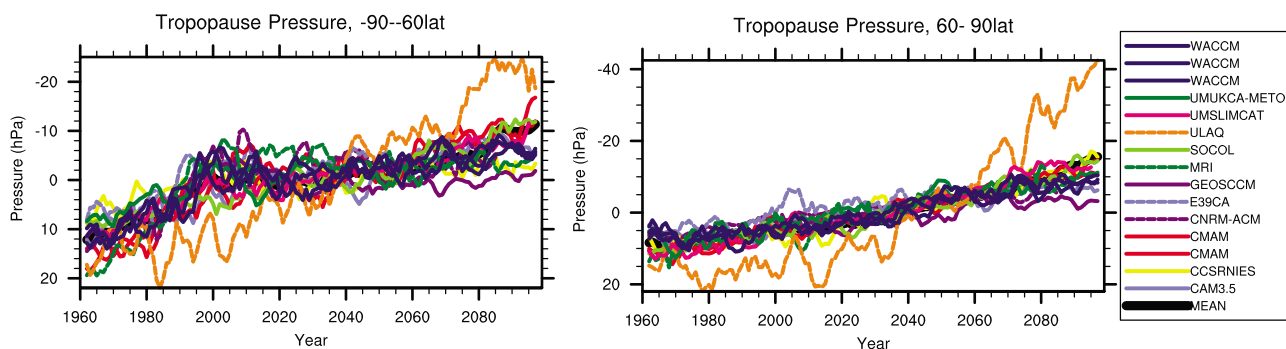 Tropopause Pressure, -90--60lat
-20
-10
0
10
20
Pressure (hPa)
1960 1980 2000 2020 2040 2060 2080
Year
Tropopause Pressure, 60- 90lat
-40
-20
0
20
Pressure (hPa)
1960 1980 2000 2020 2040 2060 2080
Year
WACCM
WACCM
WACCM
UMUKCA-METO
UMSLIMCAT
ULAQ
SOCOL
MRI
GEOSCCM
E39CA
CNRM-ACM
CMAM
CMAM
CCSRNIES
CAM3.5
MEAN